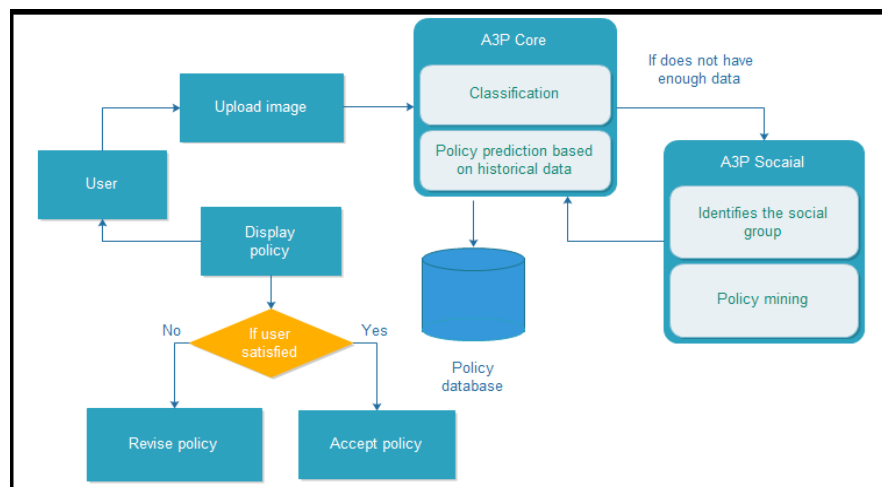 A3P Core
If does not have
enough data
Classification
Upload image
Policy prediction based
on historical data
A3P Socaial
User
Identifies the social
group
Display
policy
Policy mining
No
If user
satisfied
Yes
Policy
database
Revise policy
Accept policy